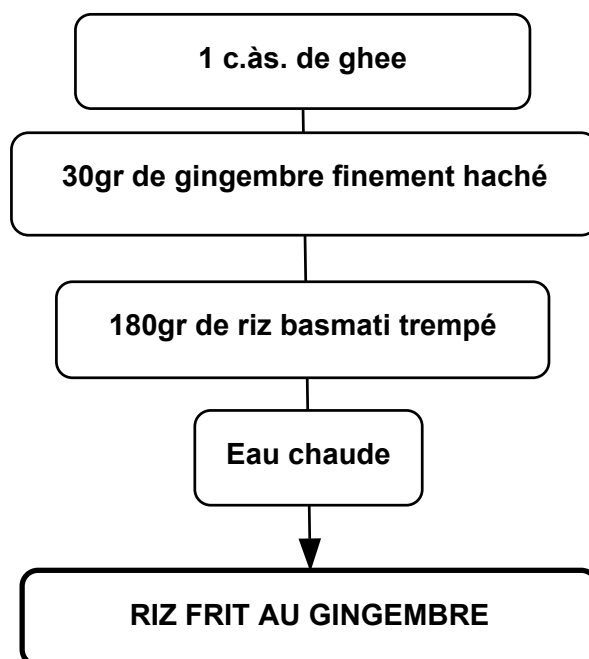 1 c.às. de ghee
30gr de gingembre finement haché
180gr de riz basmati trempé
Eau chaude
RIZ FRIT AU GINGEMBRE